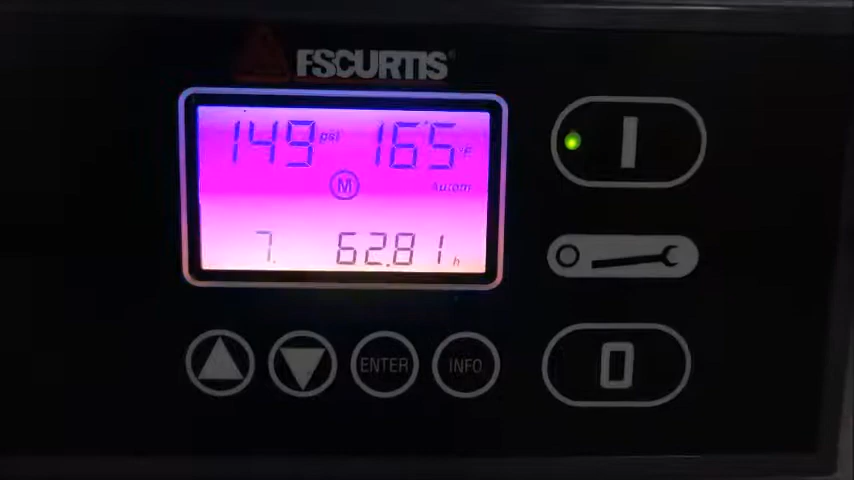 FSCURTIS®
149 psi 165 °F
M
Autom
7. 62.81 h
ENTER INFO
I
0